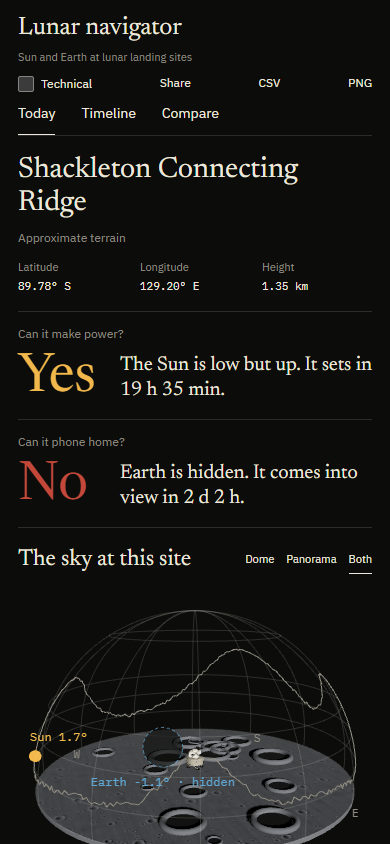 Lunar navigator
Sun and Earth at lunar landing sites
Technical
Share
CSV
PNG
Today
Timeline
Compare
Shackleton Connecting
Ridge
Approximate terrain
Latitude
Longitude
Height
89.78° S
129.20° E
1.35 km
Can it make power?
Yes
The Sun is low but up. It sets in
19 h 35 min.
Can it phone home?
No
Earth is hidden. It comes into
view in 2 d 2 h.
The sky at this site
Dome
Panorama
Both
Sun 1.7°
S
W
Earth -1.1° · hidden
E